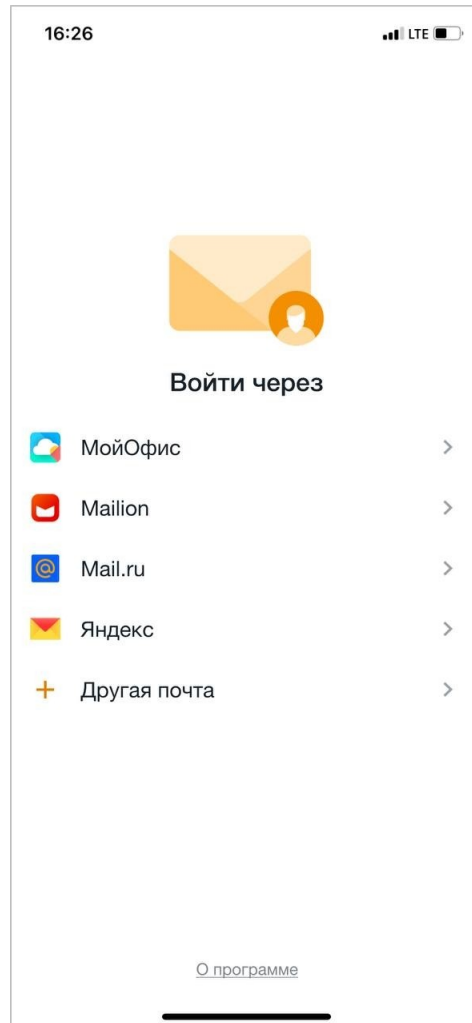 16:26
LTE
Войти через
МойОфис
Mailion
Mail.ru
Яндекс
Другая почта
О программе